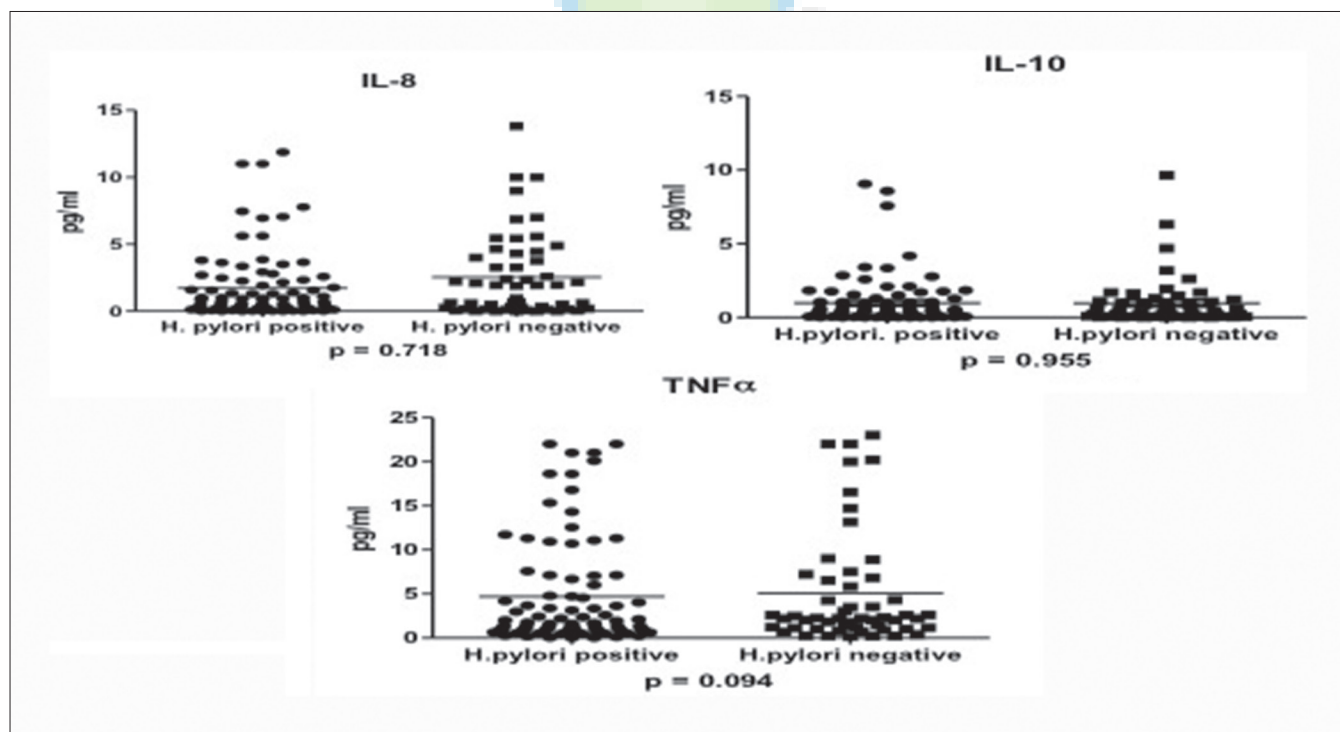 IL-8
15
10
5
0
pg/ml
H. pylori positive H. pylori negative
p = 0.718
IL-10
15
10
5
0
pg/ml
H.pylori. positive H.pylori negative
p = 0.955
TNFα
25
20
15
10
5
0
pg/ml
H.pylori positive H.pylori negative
p = 0.094